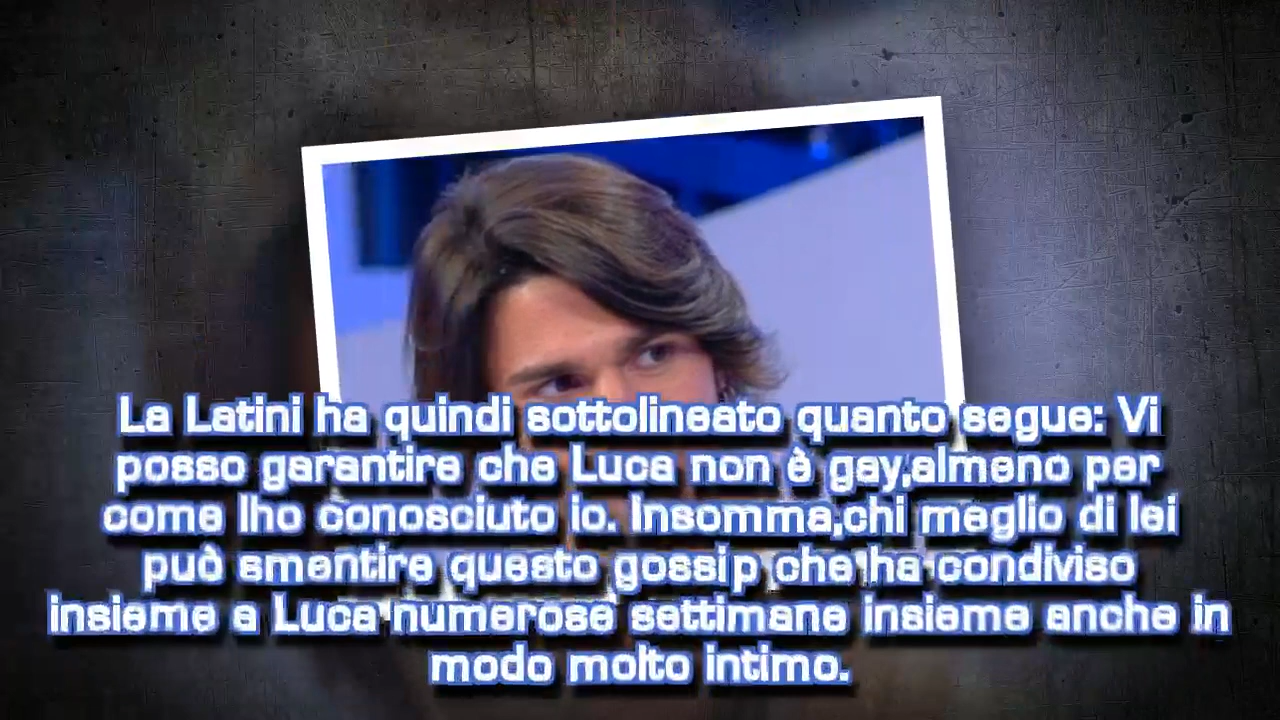 La Latini ha quindi sottolineato quanto segue: Vi
posso garantire che Luca non è gay,almeno per
come lho conosciuto io. Insomma,chi meglio di lei
può smentire questo gossip che ha condiviso
insieme a Luca numerose settimane insieme anche in
modo molto intimo.